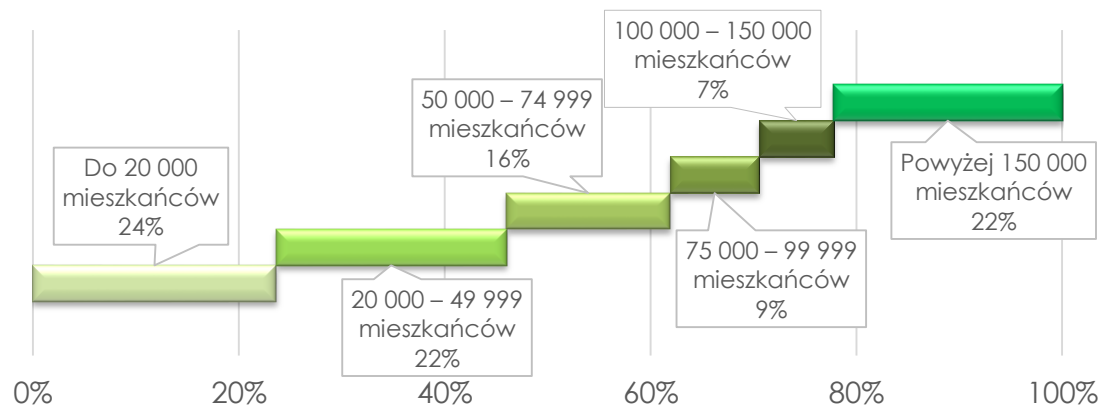 Do 20 000
mieszkańców
24%
20 000 – 49 999
mieszkańców
22%
50 000 – 74 999
mieszkańców
16%
75 000 – 99 999
mieszkańców
9%
100 000 – 150 000
mieszkańców
7%
Powyżej 150 000
mieszkańców
22%
0%
20%
40%
60%
80%
100%